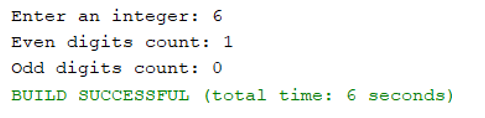 Enter an integer: 6
Even digits count: 1
Odd digits count: 0
BUILD SUCCESSFUL (total time: 6 seconds)